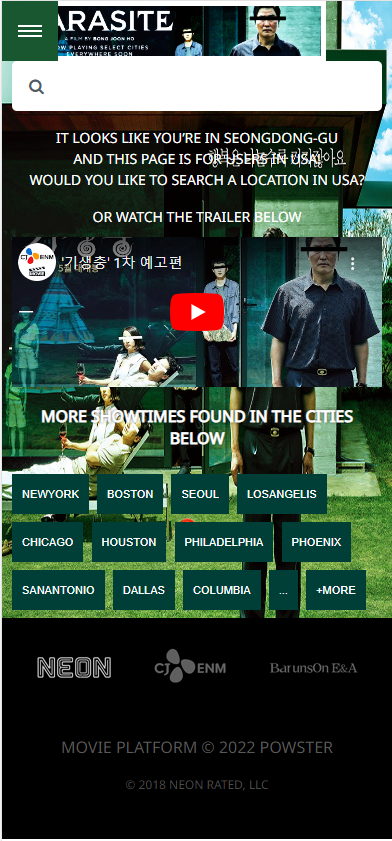 PARASITE
A FILM BY BONG JOON HO
NOW PLAYING SELECT CITIES
EVERYWHERE SOON
IT LOOKS LIKE YOU'RE IN SEONGDONG-GU
AND THIS PAGE IS FOR USERS IN USA!
WOULD YOU LIKE TO SEARCH A LOCATION IN USA?
OR WATCH THE TRAILER BELOW
CJ ENM
'기생충' 1차 예고편
MORE SHOWTIMES FOUND IN THE CITIES
BELOW
NEWYORK BOSTON SEOUL LOSANGELIS
CHICAGO HOUSTON PHILADELPHIA PHOENIX
SANANTONIO DALLAS COLUMBIA ... +MORE
NEON CJ ENM BarunsOn E&A
MOVIE PLATFORM © 2022 POWSTER
© 2018 NEON RATED, LLC